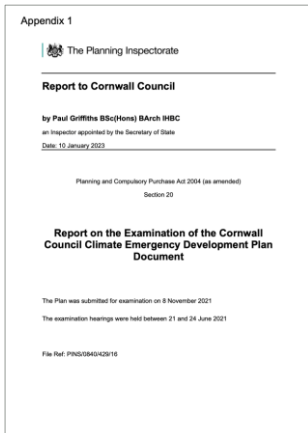 Appendix 1
The Planning Inspectorate
Report to Cornwall Council
by Paul Griffiths BSc(Hons) BArch IHBC
an Inspector appointed by the Secretary of State
Date: 10 January 2023
Planning and Compulsory Purchase Act 2004 (as amended)
Section 20
Report on the Examination of the Cornwall
Council Climate Emergency Development Plan
Document
The Plan was submitted for examination on 8 November 2021
The examination hearings were held between 21 and 24 June 2021
File Ref: PINS/0840/429/16